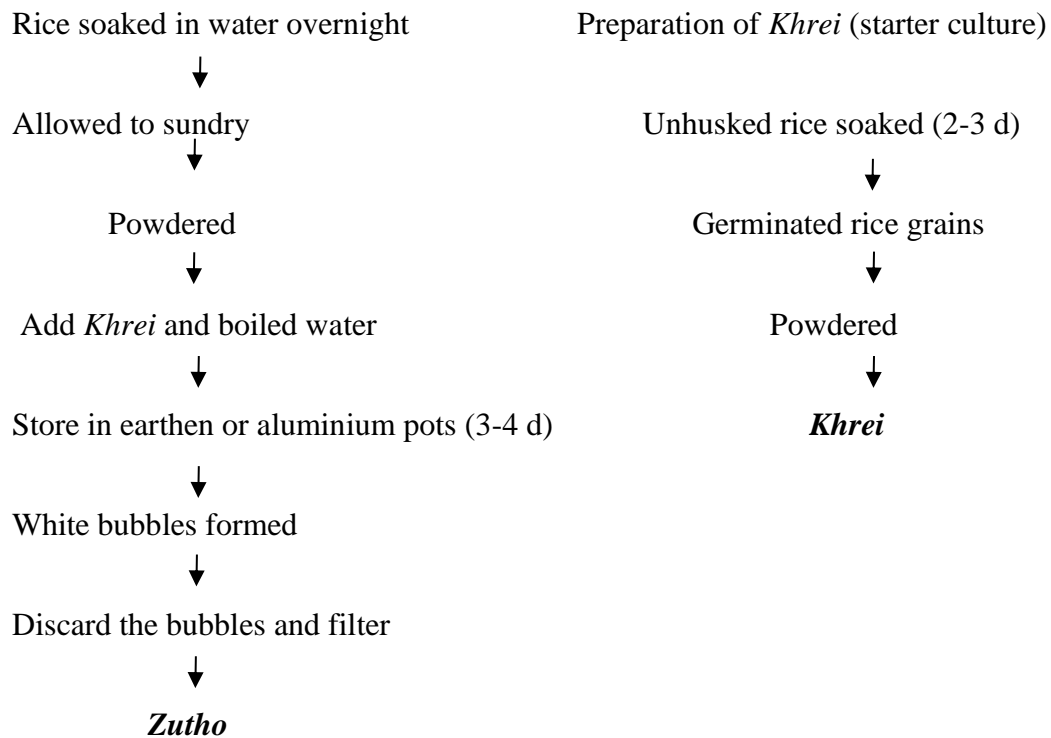 Rice soaked in water overnight
Allowed to sundry
Powdered
Add Khrei and boiled water
Store in earthen or aluminium pots (3-4 d)
White bubbles formed
Discard the bubbles and filter
Zutho
Preparation of Khrei (starter culture)
Unhusked rice soaked (2-3 d)
Germinated rice grains
Powdered
Khrei